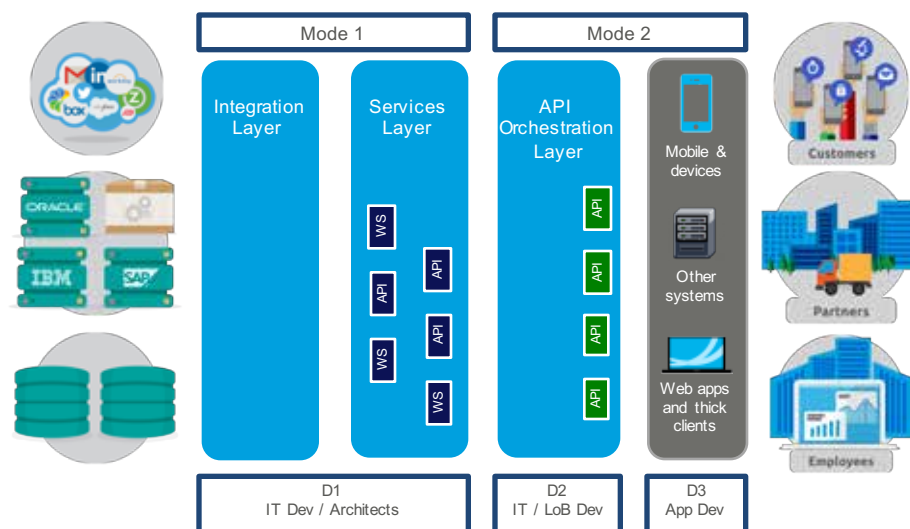 Mode 1
Mode 2
in
box
Z
ORACLE
IBM
SAP
Integration
Layer
Services
Layer
WS
API
API
WS
API
WS
API
Orchestration
Layer
API
API
API
API
Mobile &
devices
Other
systems
Web apps
and thick
clients
Customers
Partners
Employees
D1
IT Dev / Architects
D2
IT / LoB Dev
D3
App Dev